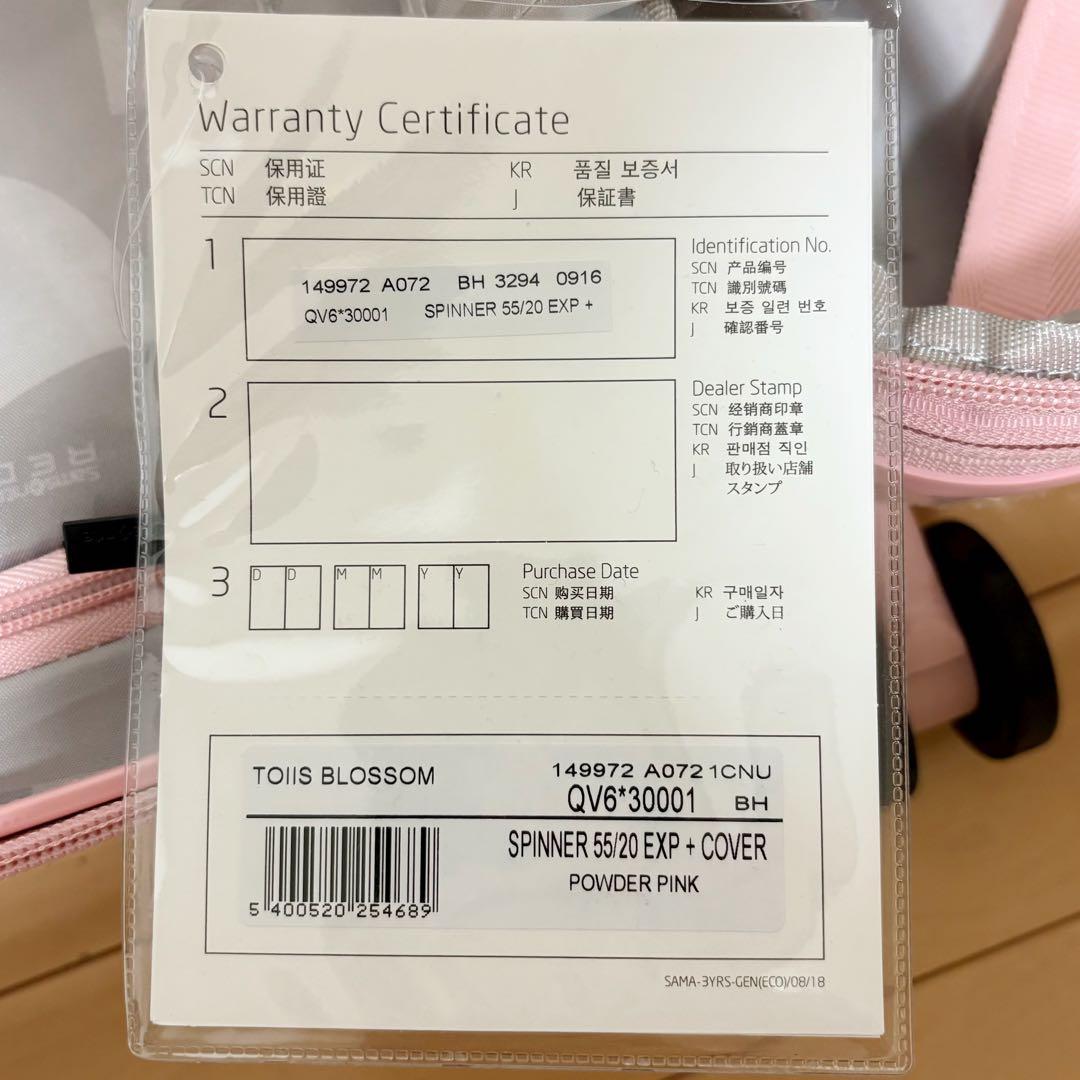 Warranty Certificate
SCN 保用证 KR 품질 보증서
TCN 保用證 J 保証書
1
149972 A072 BH 3294 0916
QV6*30001 SPINNER 55/20 EXP +
Identification No.
SCN 产品编号
TCN 識別號碼
KR 보증 일련 번호
J 確認番号
2
Dealer Stamp
SCN 经销商印章
TCN 行銷商蓋章
KR 판매점 직인
J 取り扱い店舗
スタンプ
3
D D M M Y Y
Purchase Date
SCN 购买日期 KR 구매일자
TCN 購買日期 J ご購入日
TOIIS BLOSSOM 149972 A072 1CNU
QV6*30001 BH
SPINNER 55/20 EXP + COVER
POWDER PINK
5 400520 254689
SAMA-3YRS-GEN(ECO)/08/18